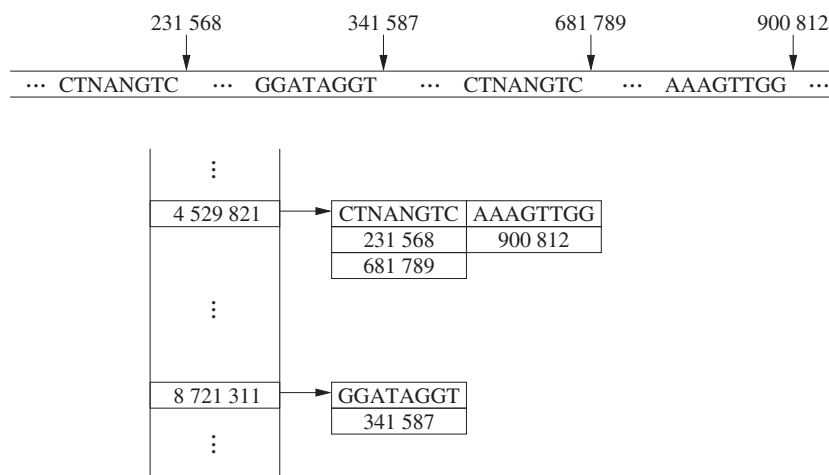 231 568 341 587 681 789 900 812
··· CTNANGTC ··· GGATAGGT ··· CTNANGTC ··· AAAGTTGG ···
⋮
4 529 821 CTNANGTC AAAGTTGG
231 568 900 812
681 789
⋮
8 721 311 GGATAGGT
341 587
⋮